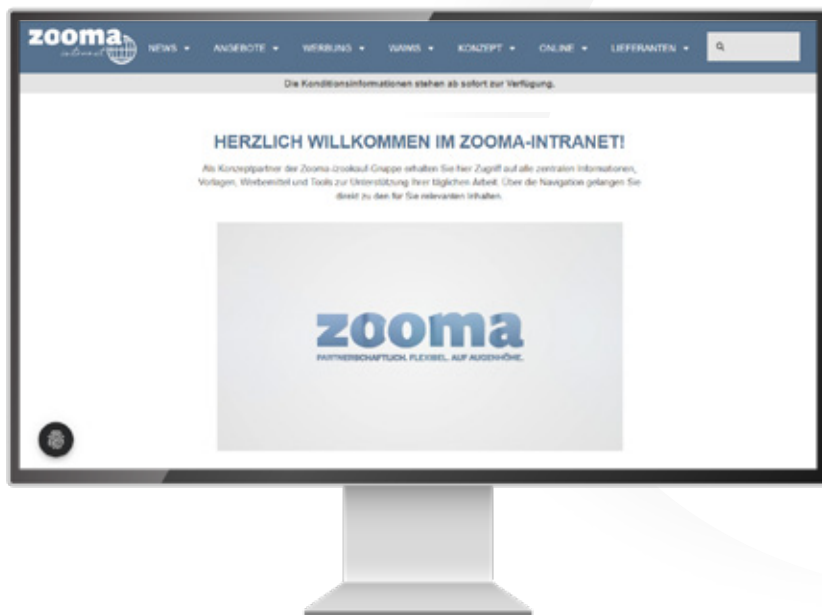 zooma
intranet
NEWS ANGEBOTE WERBUNG WAWIS KONZEPT ONLINE LIEFERANTEN
Die Konditionsinformationen stehen ab sofort zur Verfügung.
HERZLICH WILLKOMMEN IM ZOOMA-INTRANET!
Als Konzeptpartner der Zooma-Zookauf-Gruppe erhalten Sie hier Zugriff auf alle zentralen Informationen,
Vorlagen, Werbemittel und Tools zur Unterstützung Ihrer täglichen Arbeit. Über die Navigation gelangen Sie
direkt zu den für Sie relevanten Inhalten.
zooma
PARTNERSCHAFTLICH. FLEXIBEL. AUF AUGENHÖHE.